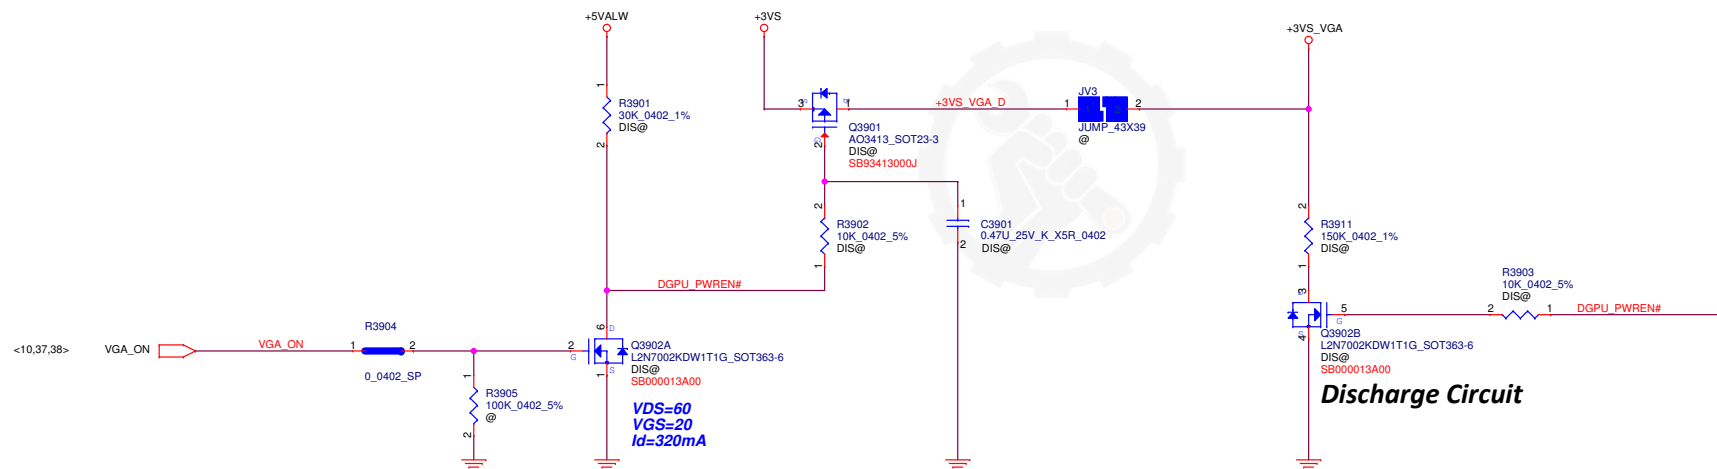 +5VALW
+3VS
+3VS_VGA
1
R3901
30K_0402_1%
DIS@
2
3
S
D
1
+3VS_VGA_D
1
JV3
2
JUMP_43X39
@
Q3901
AO3413_SOT23-3
DIS@
SB93413000J
G
2
2
R3902
10K_0402_5%
DIS@
1
1
C3901
0.47U_25V_K_X5R_0402
DIS@
2
2
R3911
150K_0402_1%
DIS@
1
DGPU_PWREN#
R3903
10K_0402_5%
DIS@
2
1
DGPU_PWREN#
3
5
G
S
4
Q3902B
L2N7002KDW1T1G_SOT363-6
DIS@
SB000013A00
Discharge Circuit
<10,37,38>
VGA_ON
VGA_ON
R3904
1
2
0_0402_SP
6
D
2
G
Q3902A
L2N7002KDW1T1G_SOT363-6
DIS@
SB000013A00
1
S
1
R3905
100K_0402_5%
@
2
VDS=60
VGS=20
Id=320mA